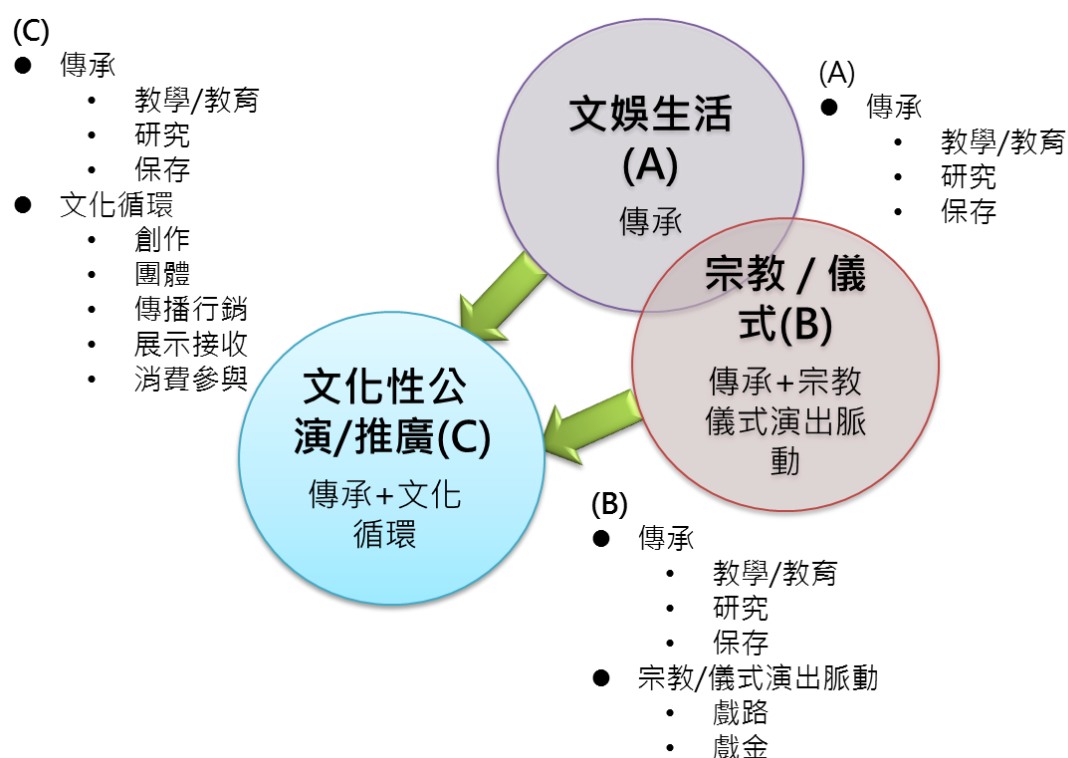 (C)
● 傳承
• 教學/教育
• 研究
• 保存
● 文化循環
• 創作
• 團體
• 傳播行銷
• 展示接收
• 消費參與
文娛生活
(A)
傳承
(A)
● 傳承
• 教學/教育
• 研究
• 保存
宗教 / 儀
式(B)
傳承+宗教
儀式演出脈
動
文化性公
演/推廣(C)
傳承+文化
循環
(B)
● 傳承
• 教學/教育
• 研究
• 保存
● 宗教/儀式演出脈動
• 戲路
• 戲金